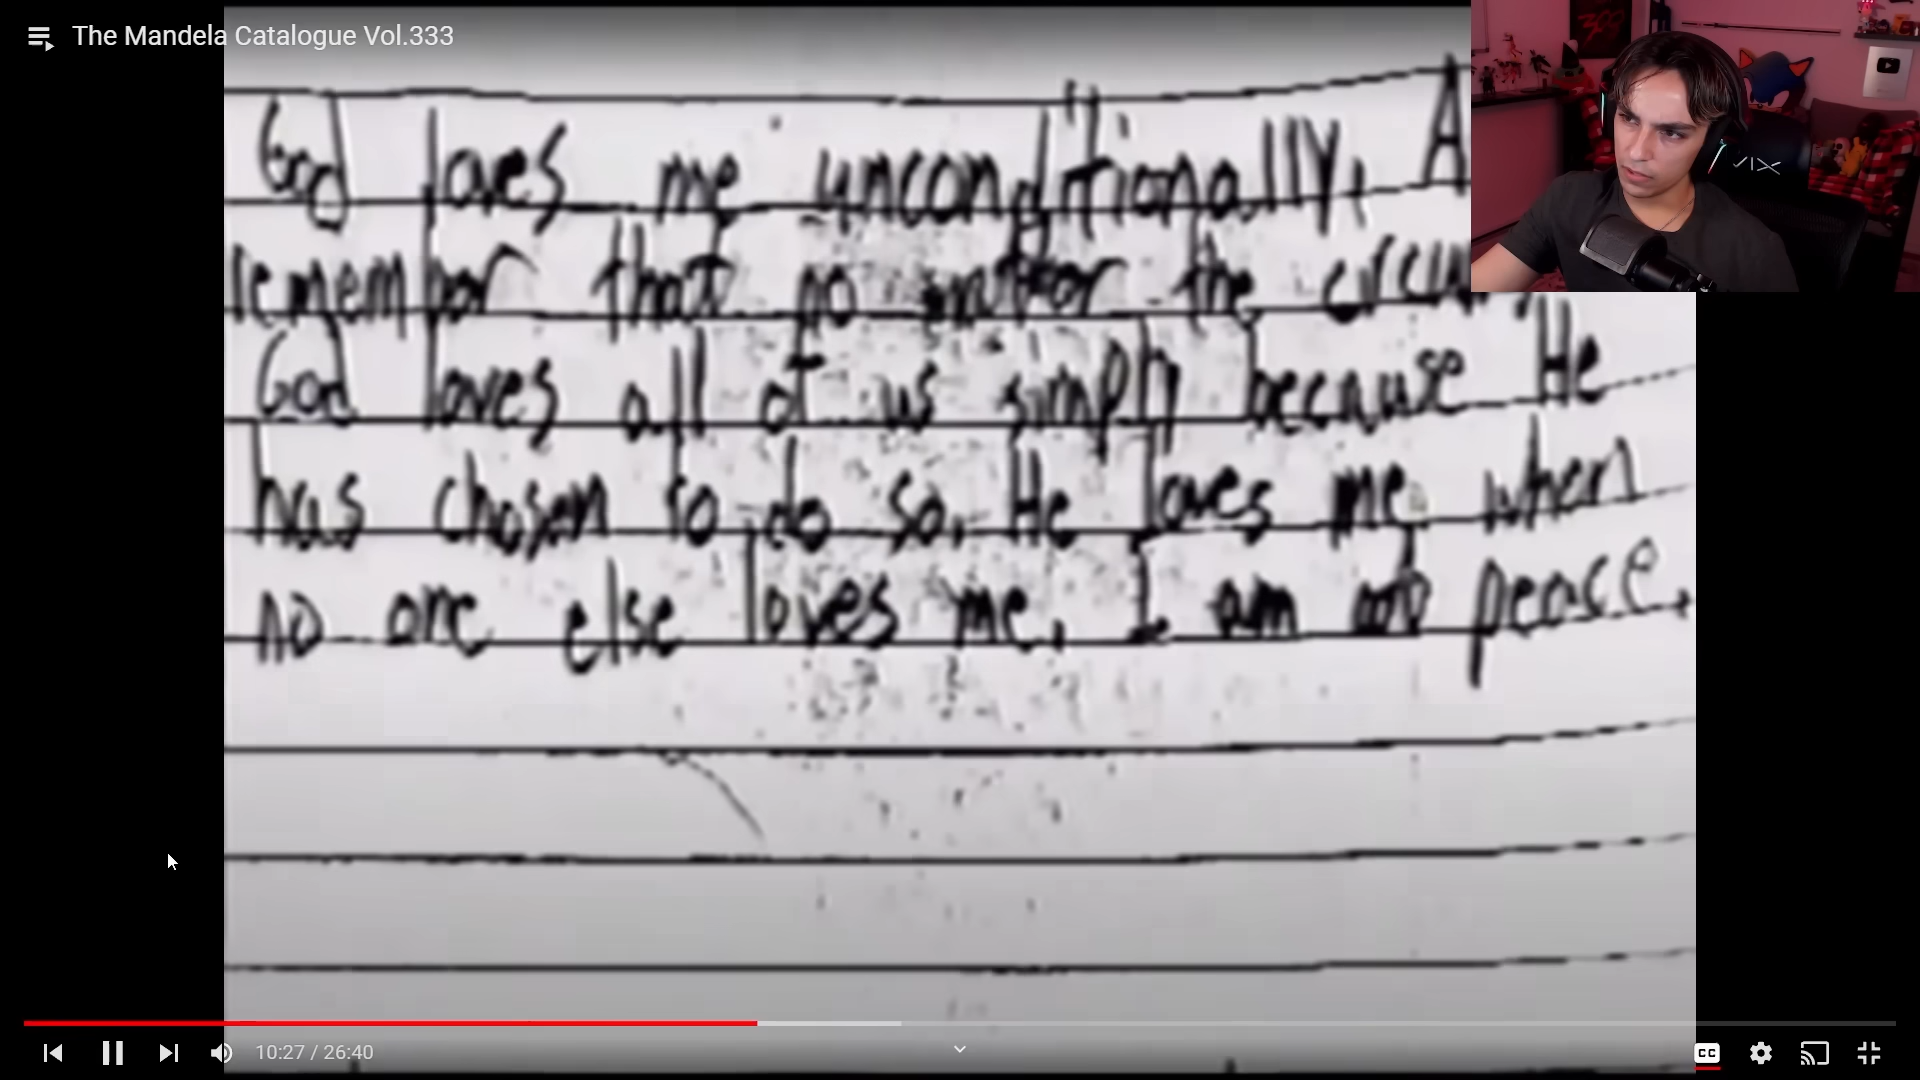 The Mandela Catalogue Vol.333
God loves me unconditionally, A
remember that no matter the circum
God loves all of us simply because He
has chosen to do so. He loves me when
no one else loves me. I am at peace.
10:27 / 26:40
CC